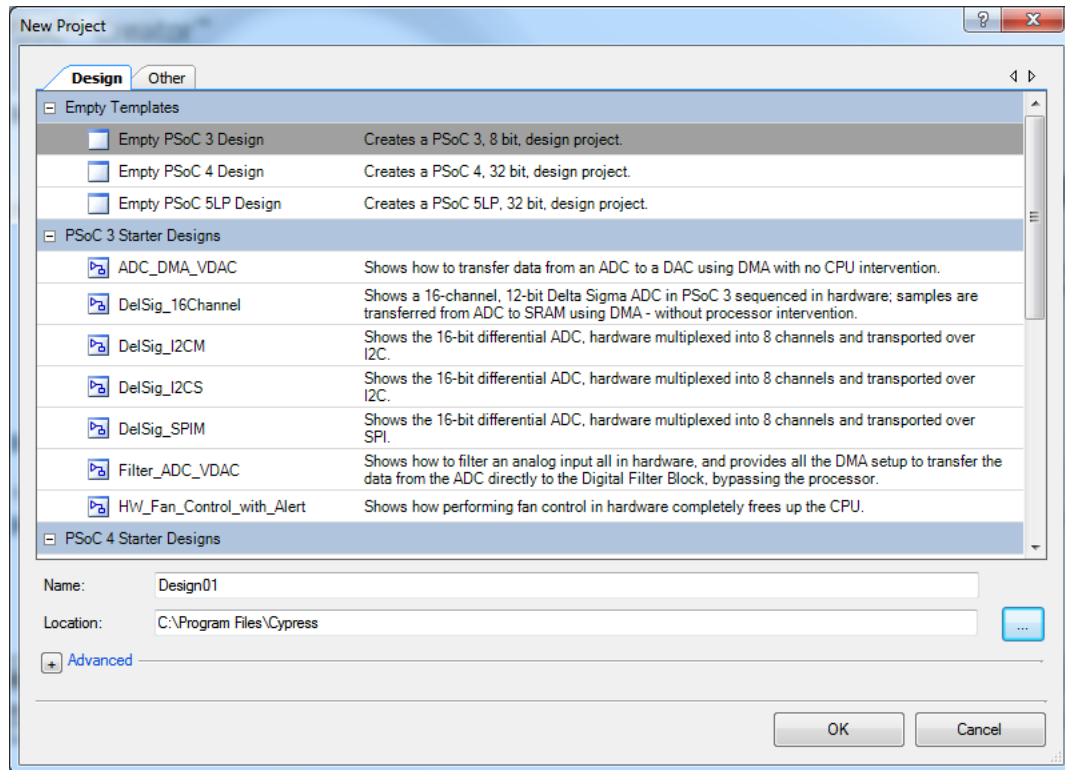 New Project
Design Other
Empty Templates
Empty PSoC 3 Design Creates a PSoC 3, 8 bit, design project.
Empty PSoC 4 Design Creates a PSoC 4, 32 bit, design project.
Empty PSoC 5LP Design Creates a PSoC 5LP, 32 bit, design project.
PSoC 3 Starter Designs
ADC_DMA_VDAC Shows how to transfer data from an ADC to a DAC using DMA with no CPU intervention.
DelSig_16Channel Shows a 16-channel, 12-bit Delta Sigma ADC in PSoC 3 sequenced in hardware; samples are
transferred from ADC to SRAM using DMA - without processor intervention.
DelSig_I2CM Shows the 16-bit differential ADC, hardware multiplexed into 8 channels and transported over
I2C.
DelSig_I2CS Shows the 16-bit differential ADC, hardware multiplexed into 8 channels and transported over
I2C.
DelSig_SPIM Shows the 16-bit differential ADC, hardware multiplexed into 8 channels and transported over
SPI.
Filter_ADC_VDAC Shows how to filter an analog input all in hardware, and provides all the DMA setup to transfer the
data from the ADC directly to the Digital Filter Block, bypassing the processor.
HW_Fan_Control_with_Alert Shows how performing fan control in hardware completely frees up the CPU.
PSoC 4 Starter Designs
Name: Design01
Location: C:\Program Files\Cypress
...
Advanced
OK Cancel